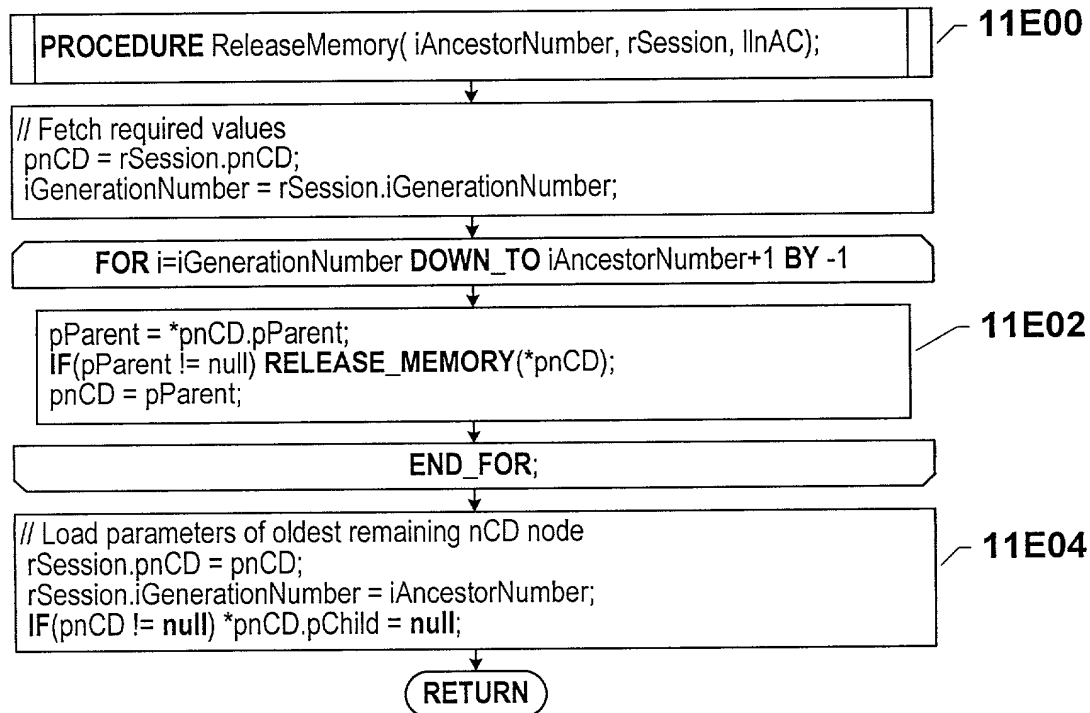 PROCEDURE ReleaseMemory( iAncestorNumber, rSession, llnAC);
11E00
// Fetch required values
pnCD = rSession.pnCD;
iGenerationNumber = rSession.iGenerationNumber;
FOR i=iGenerationNumber DOWN_TO iAncestorNumber+1 BY -1
pParent = *pnCD.pParent;
IF(pParent != null) RELEASE_MEMORY(*pnCD);
pnCD = pParent;
11E02
END_FOR;
// Load parameters of oldest remaining nCD node
rSession.pnCD = pnCD;
rSession.iGenerationNumber = iAncestorNumber;
IF(pnCD != null) *pnCD.pChild = null;
11E04
RETURN